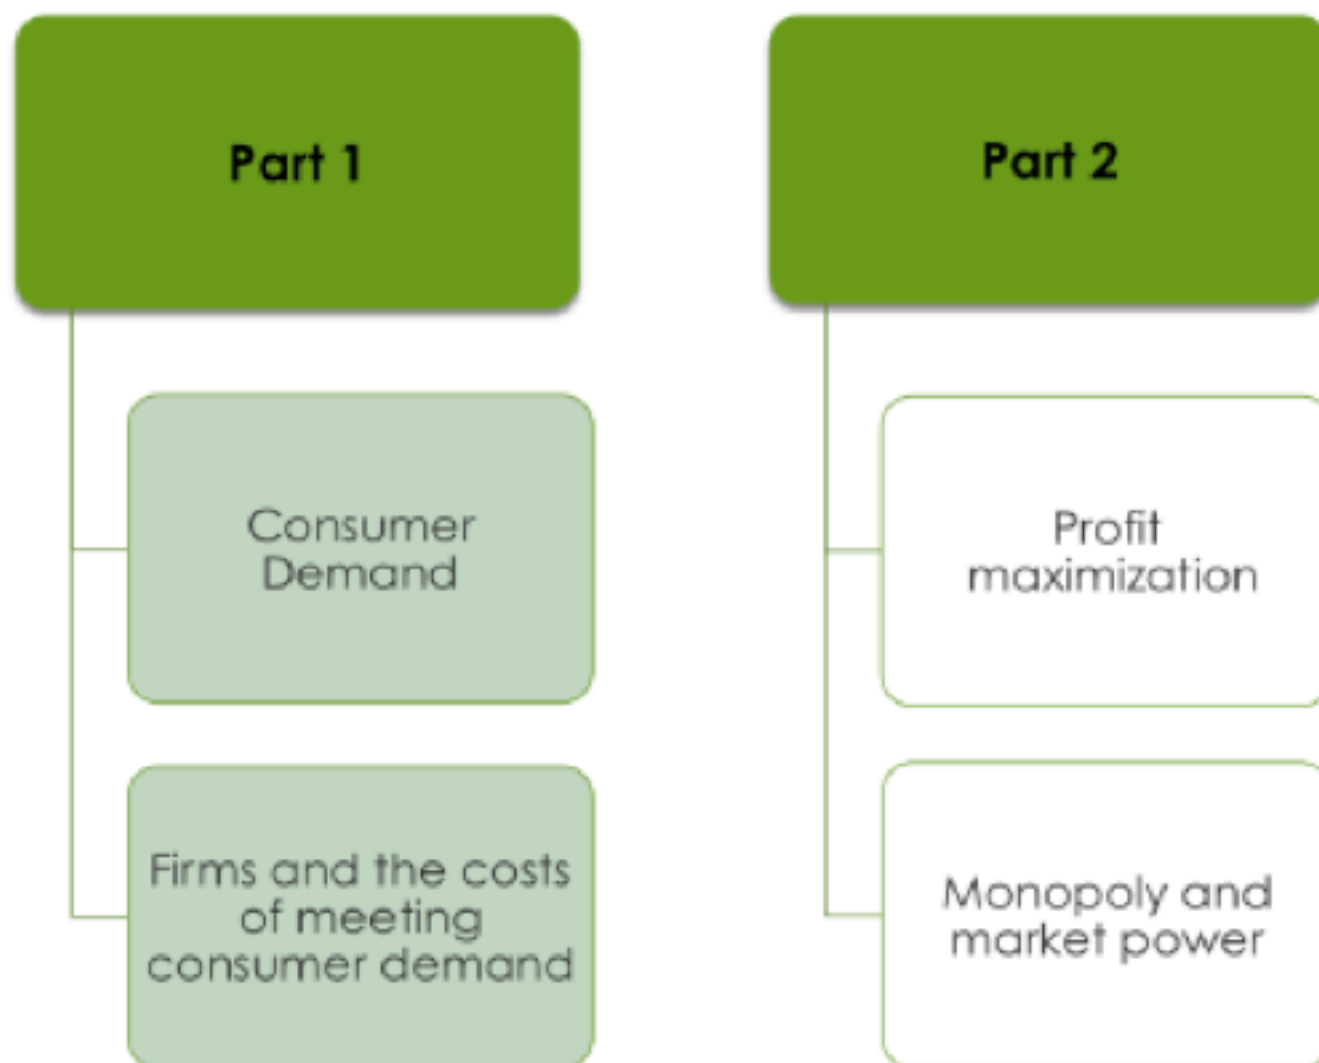 Part 1
Consumer
Demand
Firms and the costs
of meeting
consumer demand
Part 2
Profit
maximization
Monopoly and
market power